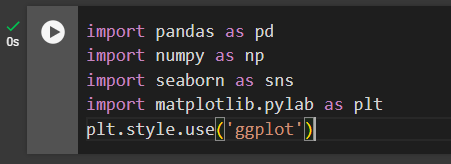 import pandas as pd
import numpy as np
import seaborn as sns
import matplotlib.pylab as plt
plt.style.use('ggplot')
0s